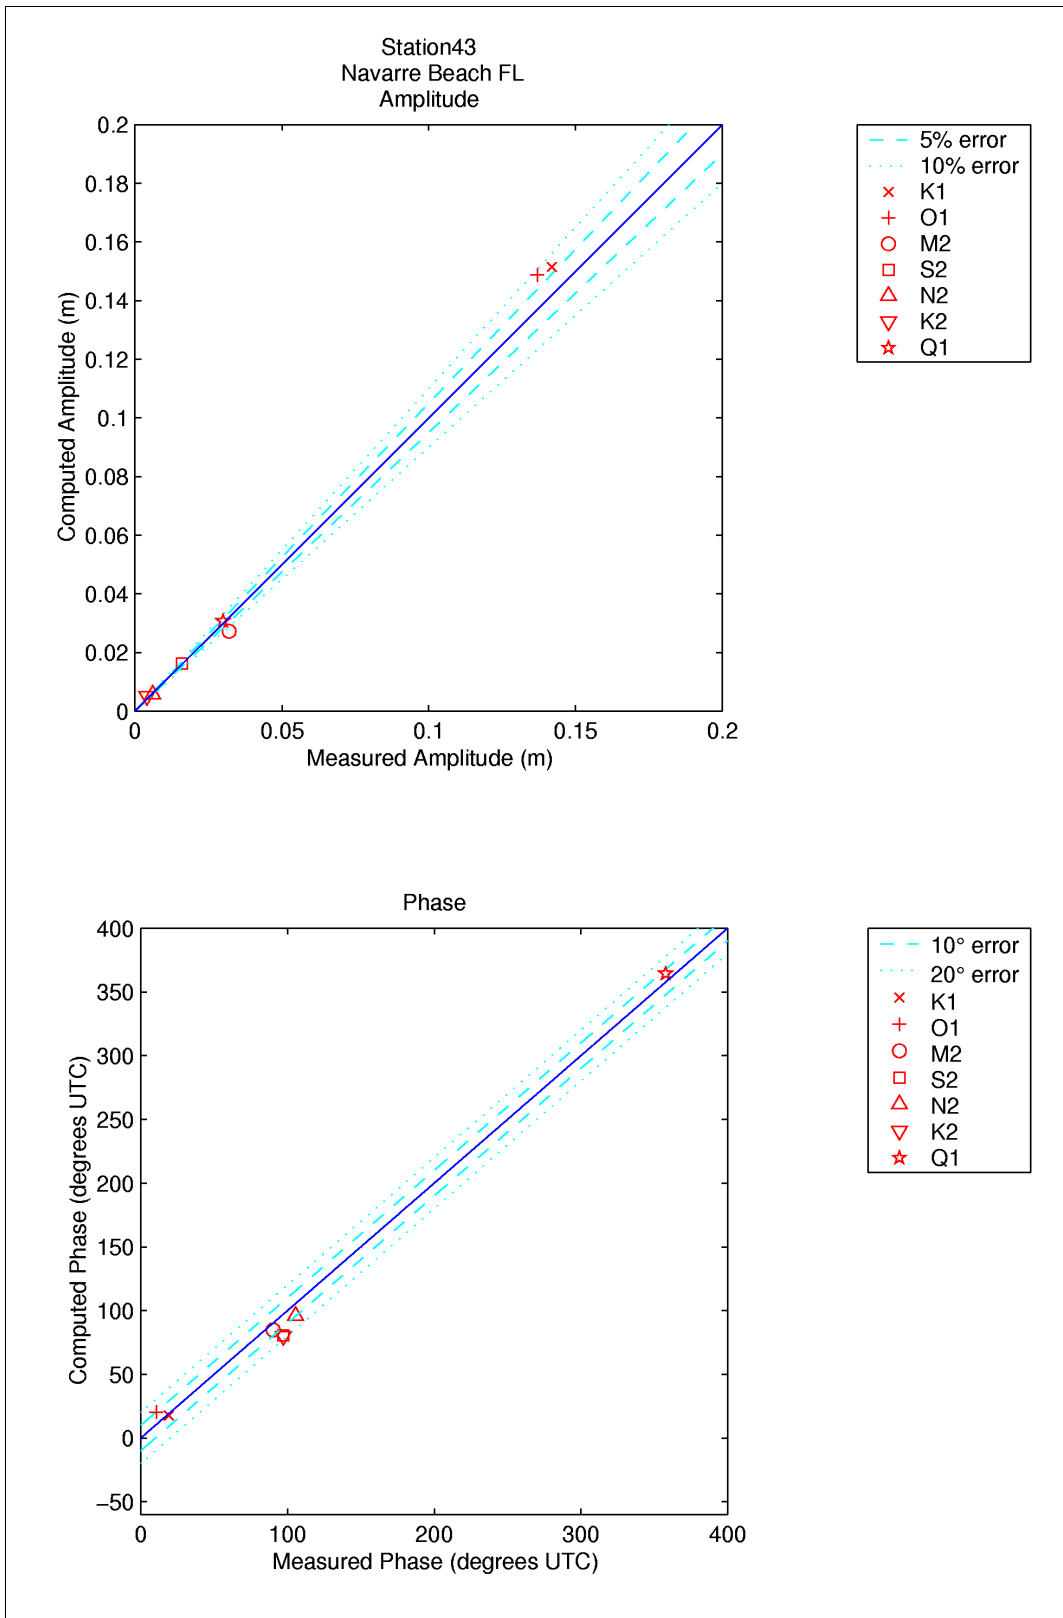 Station43
Navarre Beach FL
Amplitude
0.2
0.18
0.16
0.14
0.12
0.1
0.08
0.06
0.04
0.02
0
Computed Amplitude (m)
0
0.05
0.1
0.15
0.2
Measured Amplitude (m)
5% error
10% error
K1
O1
M2
S2
N2
K2
Q1
Phase
400
350
300
250
200
150
100
50
0
−50
Computed Phase (degrees UTC)
0
100
200
300
400
Measured Phase (degrees UTC)
10° error
20° error
K1
O1
M2
S2
N2
K2
Q1